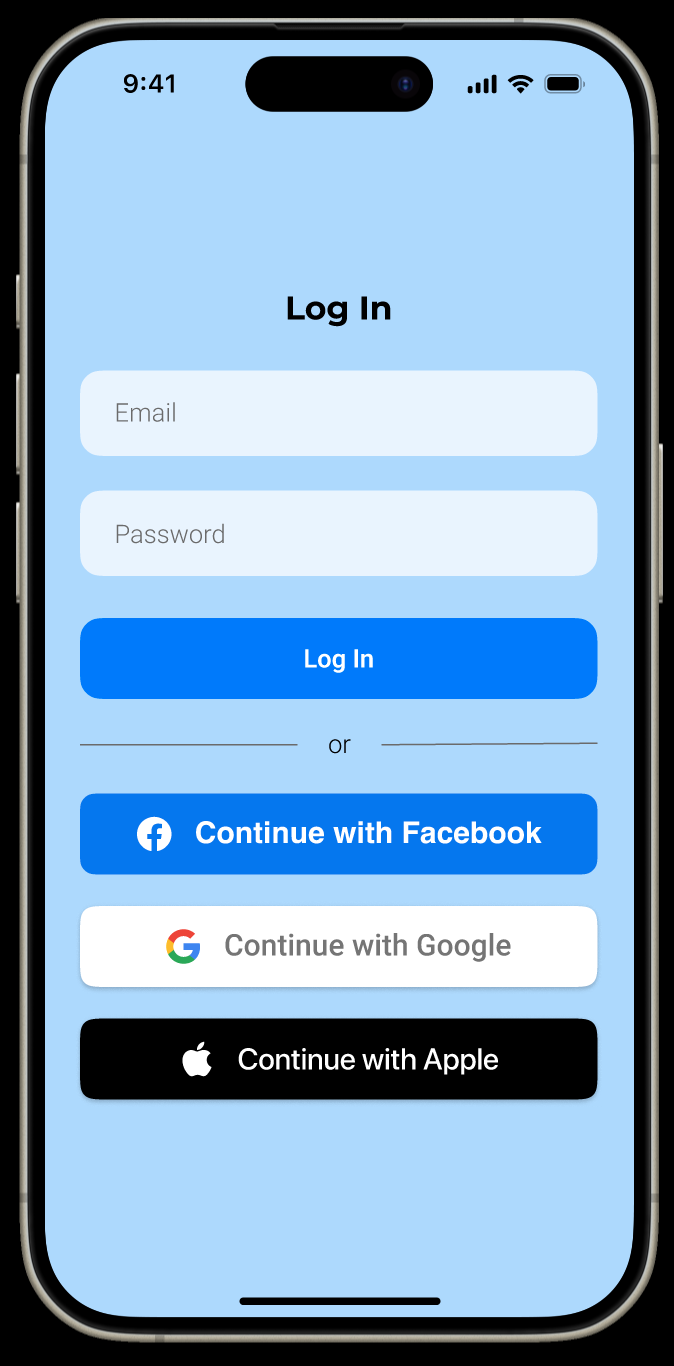 9:41
Log In
Email
Password
Log In
or
Continue with Facebook
Continue with Google
Continue with Apple